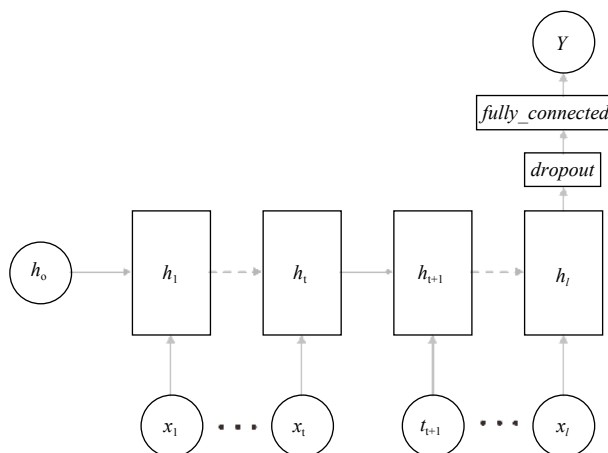 Y
fully_connected
dropout
h₀ h₁ hₜ hₜ₊₁ hₗ
x₁ xₜ tₜ₊₁ xₗ